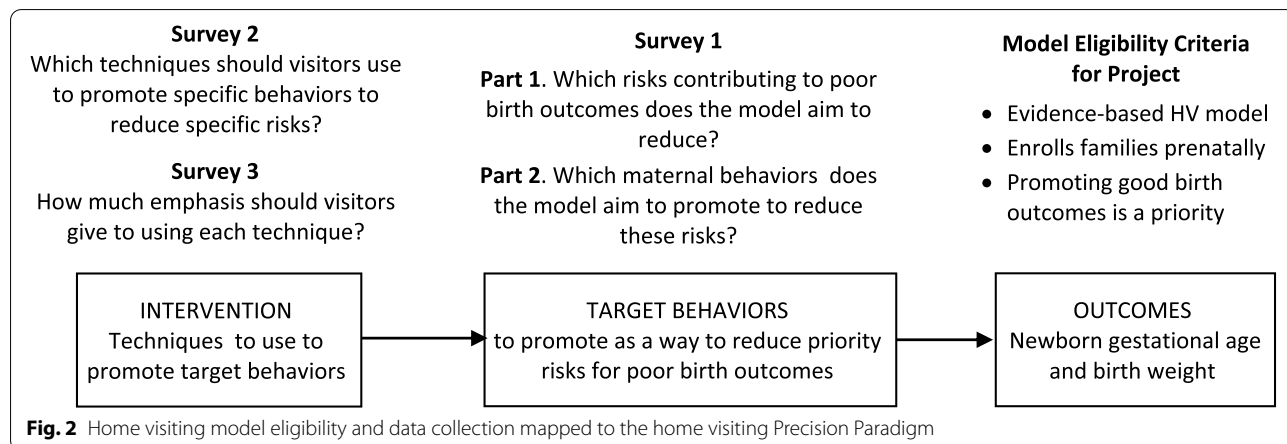 Survey 2
Which techniques should visitors use
to promote specific behaviors to
reduce specific risks?
Survey 3
How much emphasis should visitors
give to using each technique?
Survey 1
Part 1. Which risks contributing to poor
birth outcomes does the model aim to
reduce?
Part 2. Which maternal behaviors does
the model aim to promote to reduce
these risks?
Model Eligibility Criteria
for Project
• Evidence-based HV model
• Enrolls families prenatally
• Promoting good birth
outcomes is a priority
INTERVENTION
Techniques to use to
promote target behaviors
TARGET BEHAVIORS
to promote as a way to reduce priority
risks for poor birth outcomes
OUTCOMES
Newborn gestational age
and birth weight
Fig. 2 Home visiting model eligibility and data collection mapped to the home visiting Precision Paradigm